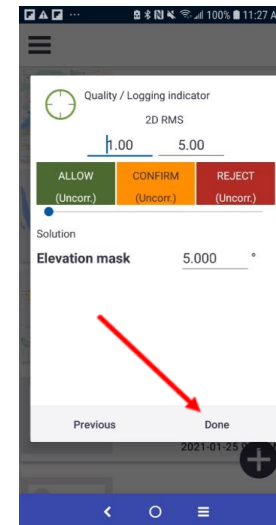 100% 11:27 A
Quality / Logging indicator
2D RMS
1.00 5.00
ALLOW CONFIRM REJECT
(Uncorr.) (Uncorr.) (Uncorr.)
Solution
Elevation mask 5.000 °
Previous Done
2021-01-25